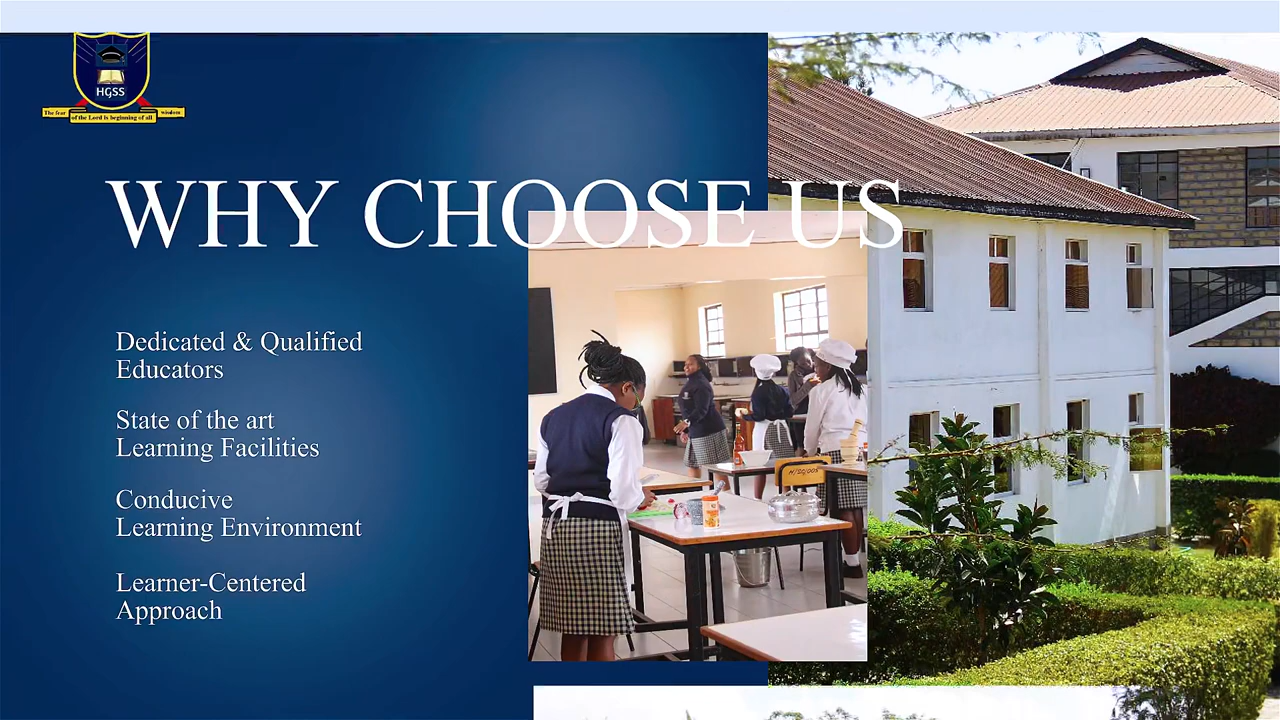 HGSS
The fear of the Lord is beginning of all wisdom
WHY CHOOSE US
Dedicated & Qualified
Educators
State of the art
Learning Facilities
Conducive
Learning Environment
Learner-Centered
Approach